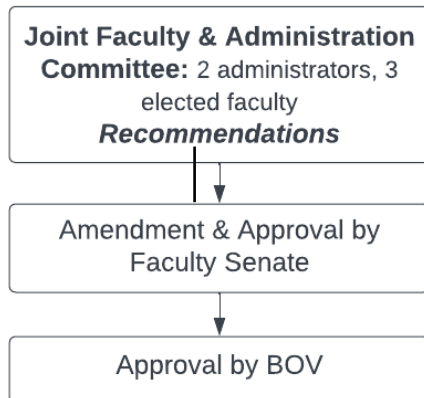 Joint Faculty & Administration
Committee: 2 administrators, 3
elected faculty
Recommendations
Amendment & Approval by
Faculty Senate
Approval by BOV